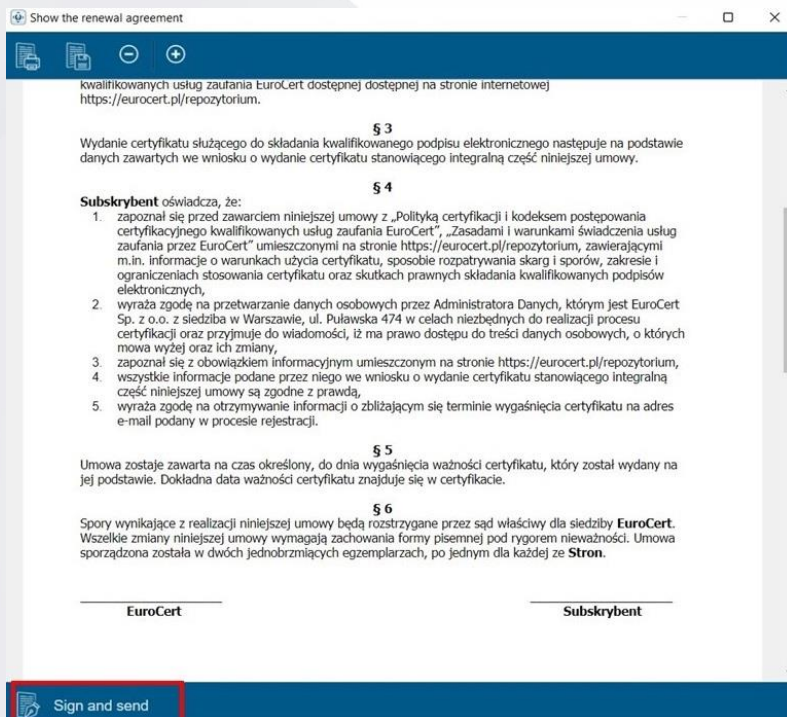 Show the renewal agreement
kwalifikowanych usług zaufania EuroCert dostępnej dostępnej na stronie internetowej
https://eurocert.pl/repozytorium.
§ 3
Wydanie certyfikatu służącego do składania kwalifikowanego podpisu elektronicznego następuje na podstawie
danych zawartych we wniosku o wydanie certyfikatu stanowiącego integralną część niniejszej umowy.
§ 4
Subskrybent oświadcza, że:
1. zapoznał się przed zawarciem niniejszej umowy z „Polityką certyfikacji i kodeksem postępowania
certyfikacyjnego kwalifikowanych usług zaufania EuroCert”, „Zasadami i warunkami świadczenia usług
zaufania przez EuroCert” umieszczonymi na stronie https://eurocert.pl/repozytorium, zawierającymi
m.in. informacje o warunkach użycia certyfikatu, sposobie rozpatrywania skarg i sporów, zakresie i
ograniczeniach stosowania certyfikatu oraz skutkach prawnych składania kwalifikowanych podpisów
elektronicznych,
2. wyraża zgodę na przetwarzanie danych osobowych przez Administratora Danych, którym jest EuroCert
Sp. z o.o. z siedziba w Warszawie, ul. Puławska 474 w celach niezbędnych do realizacji procesu
certyfikacji oraz przyjmuje do wiadomości, iż ma prawo dostępu do treści danych osobowych, o których
mowa wyżej oraz ich zmiany,
3. zapoznał się z obowiązkiem informacyjnym umieszczonym na stronie https://eurocert.pl/repozytorium,
4. wszystkie informacje podane przez niego we wniosku o wydanie certyfikatu stanowiącego integralną
część niniejszej umowy są zgodne z prawdą,
5. wyraża zgodę na otrzymywanie informacji o zbliżającym się terminie wygaśnięcia certyfikatu na adres
e-mail podany w procesie rejestracji.
§ 5
Umowa zostaje zawarta na czas określony, do dnia wygaśnięcia ważności certyfikatu, który został wydany na
jej podstawie. Dokładna data ważności certyfikatu znajduje się w certyfikacie.
§ 6
Spory wynikające z realizacji niniejszej umowy będą rozstrzygane przez sąd właściwy dla siedziby EuroCert.
Wszelkie zmiany niniejszej umowy wymagają zachowania formy pisemnej pod rygorem nieważności. Umowa
sporządzona została w dwóch jednobrzmiących egzemplarzach, po jednym dla każdej ze Stron.
EuroCert
Subskrybent
Sign and send